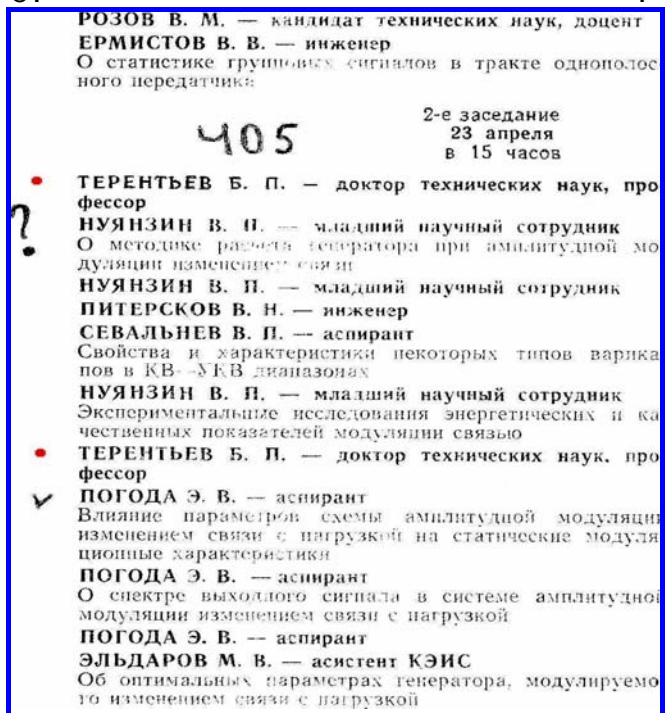 РОЗОВ В. М. — кандидат технических наук, доцент
ЕРМИСТОВ В. В. — инженер
О статистике групповых сигналов в тракте однополос
ного передатчика
2-е заседание
405
23 апреля
в 15 часов
ТЕРЕНТЬЕВ Б. П. — доктор технических наук, про
фессор
?
НУЯНЗИН В. П. — младший научный сотрудник
О методике расчета генератора при амплитудной мо
дуляции изменением связи
НУЯНЗИН В. П. — младший научный сотрудник
ПИТЕРСКОВ В. Н. — инженер
СЕВАЛЬНЕВ В. П. — аспирант
Свойства и характеристики некоторых типов варика
пов в КВ—УКВ диапазонах
НУЯНЗИН В. П. — младший научный сотрудник
Экспериментальные исследования энергетических и ка
чественных показателей модуляции связью
ТЕРЕНТЬЕВ Б. П. — доктор технических наук. про
фессор
ПОГОДА Э. В. — аспирант
Влияние параметров схемы амплитудной модуляции
изменением связи с нагрузкой на статические модуля
ционные характеристики
ПОГОДА Э. В. — аспирант
О спектре выходного сигнала в системе амплитудной
модуляции изменением связи с нагрузкой
ПОГОДА Э. В. — аспирант
ЭЛЬДАРОВ М. В. — асистент КЭИС
Об оптимальных параметрах генератора, модулируемо
го изменением связи с нагрузкой